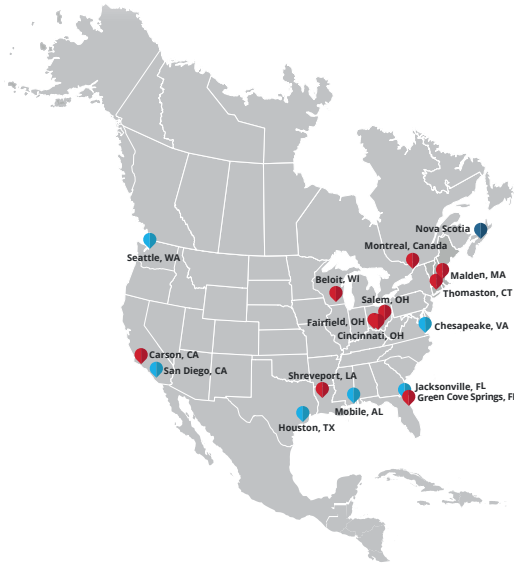 Nova Scotia
Montreal, Canada
Seattle, WA
Malden, MA
Beloit, WI
Thomaston, CT
Salem, OH
Fairfield, OH
Chesapeake, VA
Cincinnati, OH
Carson, CA
San Diego, CA
Shreveport, LA
Jacksonville, FL
Green Cove Springs, F
Mobile, AL
Houston, TX